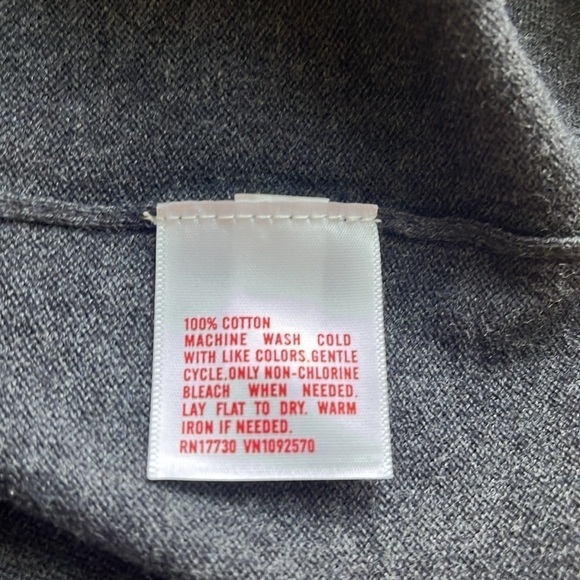 100% COTTON
MACHINE WASH COLD
WITH LIKE COLORS,GENTLE
CYCLE,ONLY NON-CHLORINE
BLEACH WHEN NEEDED.
LAY FLAT TO DRY. WARM
IRON IF NEEDED.
RN17730 VN1092570